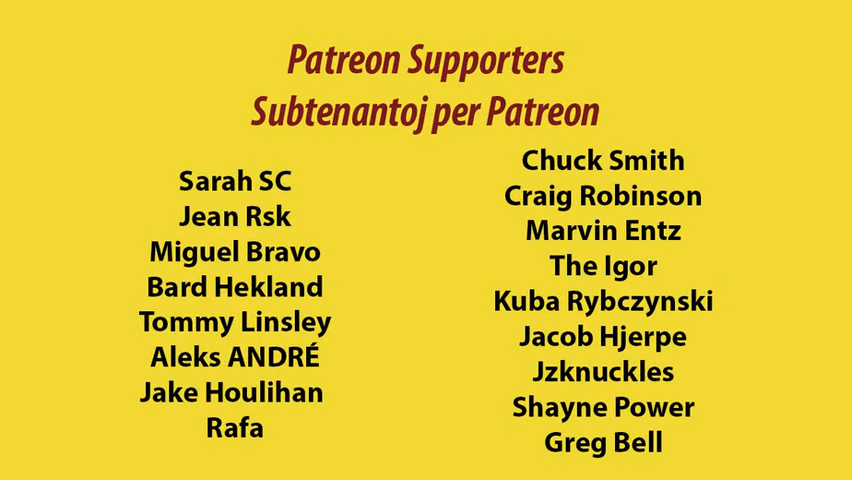 Patreon Supporters
Subtenantoj per Patreon
Sarah SC
Jean Rsk
Miguel Bravo
Bard Hekland
Tommy Linsley
Aleks ANDRÉ
Jake Houlihan
Rafa
Chuck Smith
Craig Robinson
Marvin Entz
The Igor
Kuba Rybczynski
Jacob Hjerpe
Jzknuckles
Shayne Power
Greg Bell